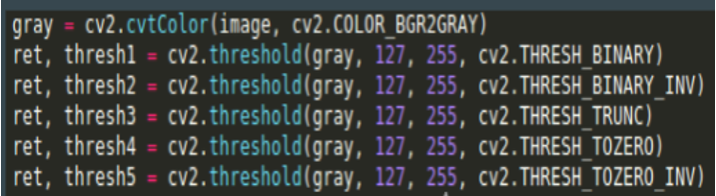 gray = cv2.cvtColor(image, cv2.COLOR_BGR2GRAY)
ret, thresh1 = cv2.threshold(gray, 127, 255, cv2.THRESH_BINARY)
ret, thresh2 = cv2.threshold(gray, 127, 255, cv2.THRESH_BINARY_INV)
ret, thresh3 = cv2.threshold(gray, 127, 255, cv2.THRESH_TRUNC)
ret, thresh4 = cv2.threshold(gray, 127, 255, cv2.THRESH_TOZERO)
ret, thresh5 = cv2.threshold(gray, 127, 255, cv2.THRESH_TOZERO_INV)